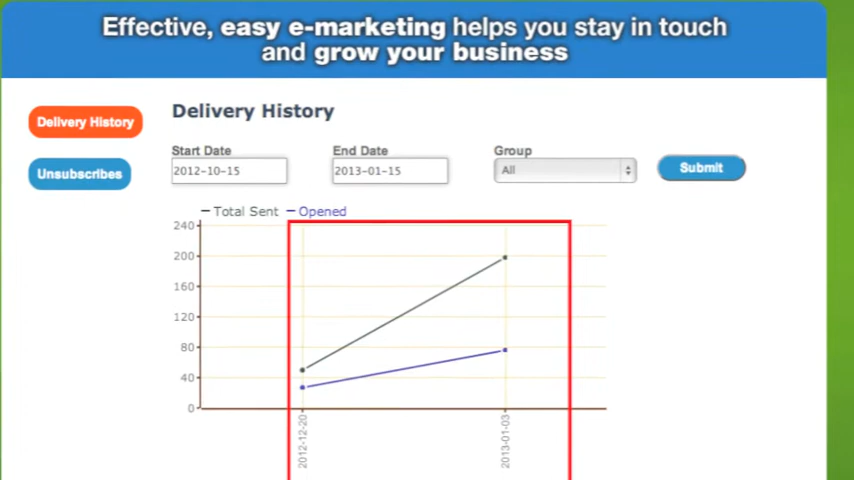 Effective, easy e-marketing helps you stay in touch
and grow your business
Delivery History
Delivery History
Unsubscribes
Start Date
End Date
Group
2012-10-15
2013-01-15
All
Submit
Total Sent
Opened
240
200
160
120
80
40
0
2012-12-20
2013-01-03